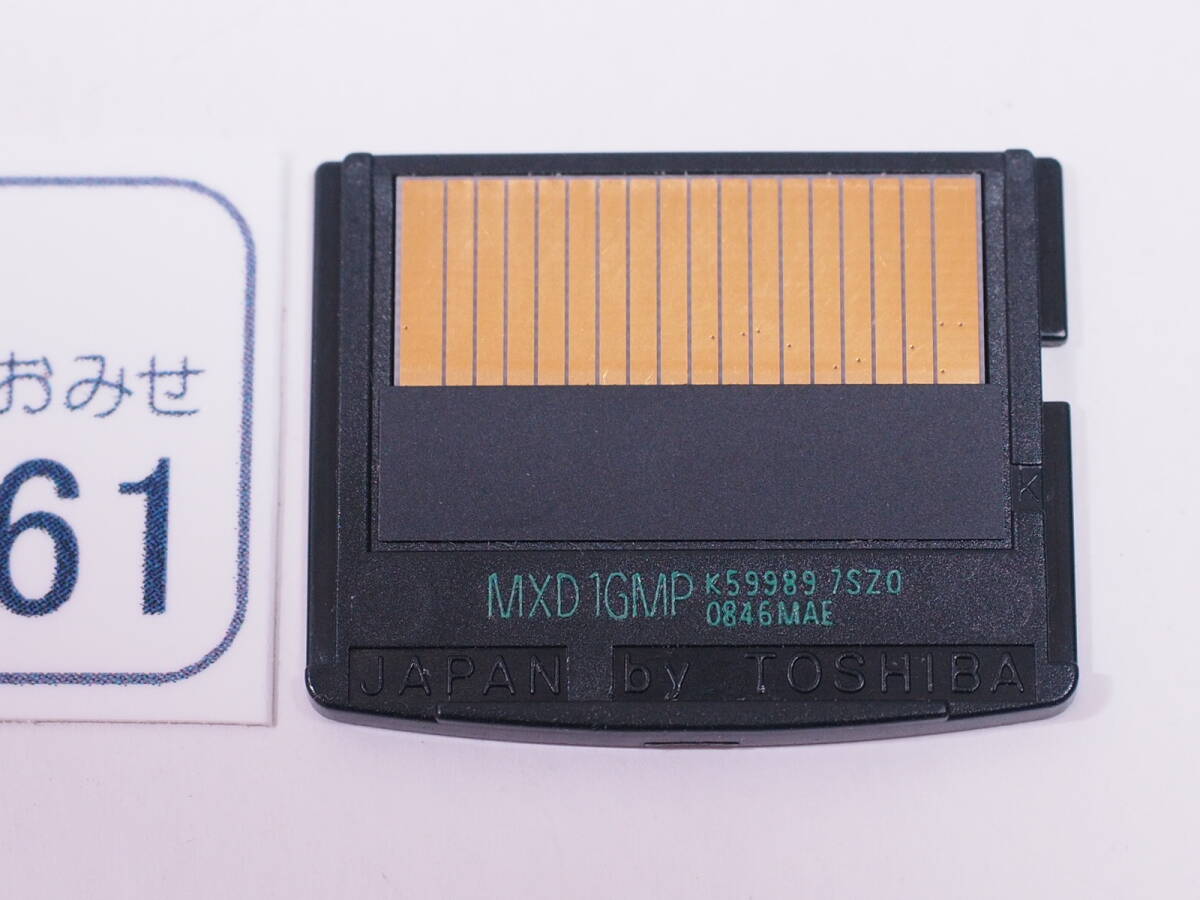 おみせ
61
MXD 1GMP K59989 7SZ0
0846MAE
JAPAN by TOSHIBA